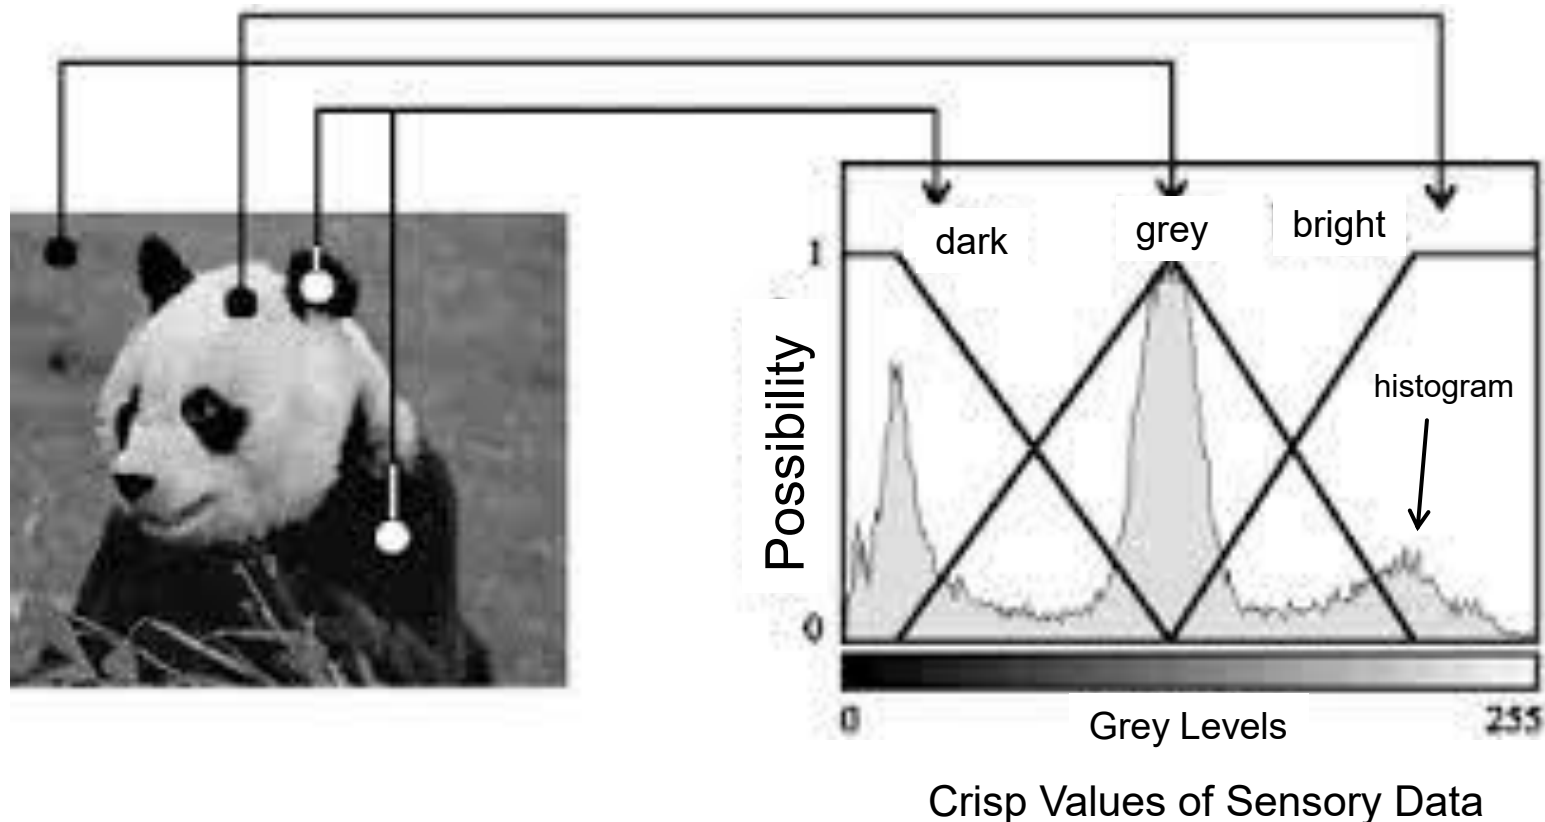 dark
grey
bright
1
histogram
Possibility
0
0
Grey Levels
255
Crisp Values of Sensory Data